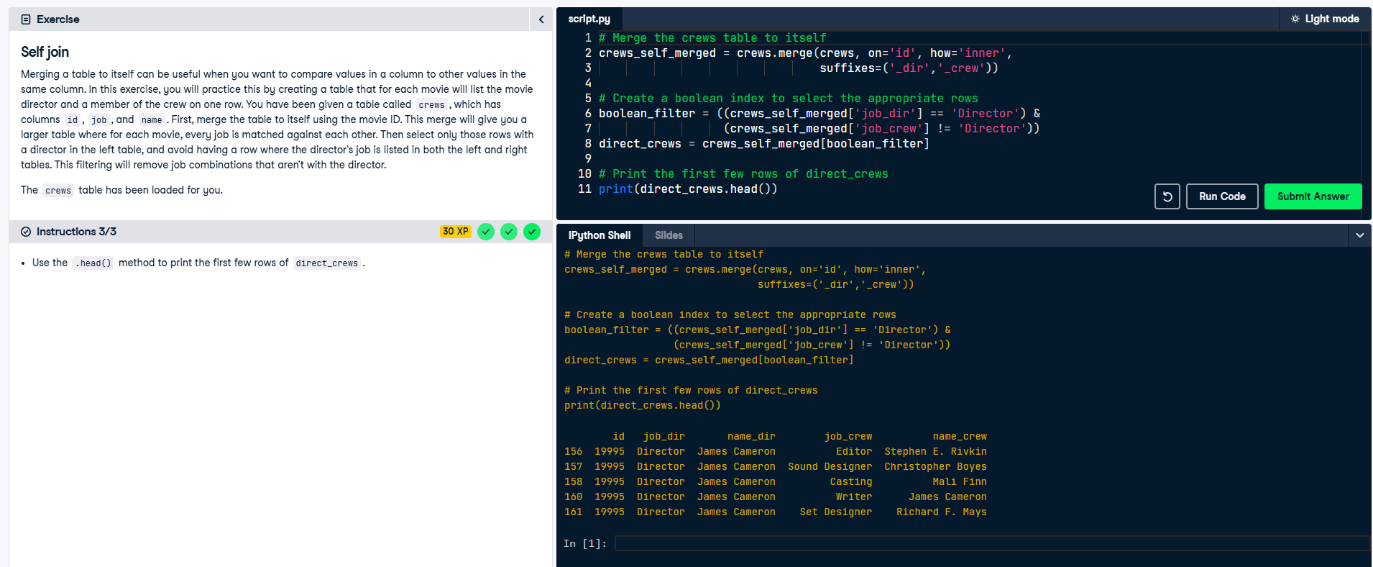 Exercise
Self join
Merging a table to itself can be useful when you want to compare values in a column to other values in the
same column. In this exercise, you will practice this by creating a table that for each movie will list the movie
director and a member of the crew on one row. You have been given a table called crews , which has
columns id , job , and name . First, merge the table to itself using the movie ID. This merge will give you a
larger table where for each movie, every job is matched against each other. Then select only those rows with
a director in the left table, and avoid having a row where the director's job is listed in both the left and right
tables. This filtering will remove job combinations that aren't with the director.
The crews table has been loaded for you.
Instructions 3/3
30 XP
• Use the .head() method to print the first few rows of direct_crews .
script.py
Light mode
1 # Merge the crews table to itself
2 crews_self_merged = crews.merge(crews, on='id', how='inner',
3                                 suffixes=('_dir','_crew'))
4
5 # Create a boolean index to select the appropriate rows
6 boolean_filter = ((crews_self_merged['job_dir'] == 'Director') &
7                   (crews_self_merged['job_crew'] != 'Director'))
8 direct_crews = crews_self_merged[boolean_filter]
9
10 # Print the first few rows of direct_crews
11 print(direct_crews.head())
Run Code
Submit Answer
IPython Shell
Slides
# Merge the crews table to itself
crews_self_merged = crews.merge(crews, on='id', how='inner',
                                suffixes=('_dir','_crew'))
# Create a boolean index to select the appropriate rows
boolean_filter = ((crews_self_merged['job_dir'] == 'Director') &
                  (crews_self_merged['job_crew'] != 'Director'))
direct_crews = crews_self_merged[boolean_filter]
# Print the first few rows of direct_crews
print(direct_crews.head())
        id   job_dir       name_dir        job_crew          name_crew
156  19995  Director  James Cameron          Editor  Stephen E. Rivkin
157  19995  Director  James Cameron  Sound Designer  Christopher Boyes
158  19995  Director  James Cameron         Casting          Mali Finn
160  19995  Director  James Cameron          Writer      James Cameron
161  19995  Director  James Cameron    Set Designer    Richard F. Mays
In [1]: